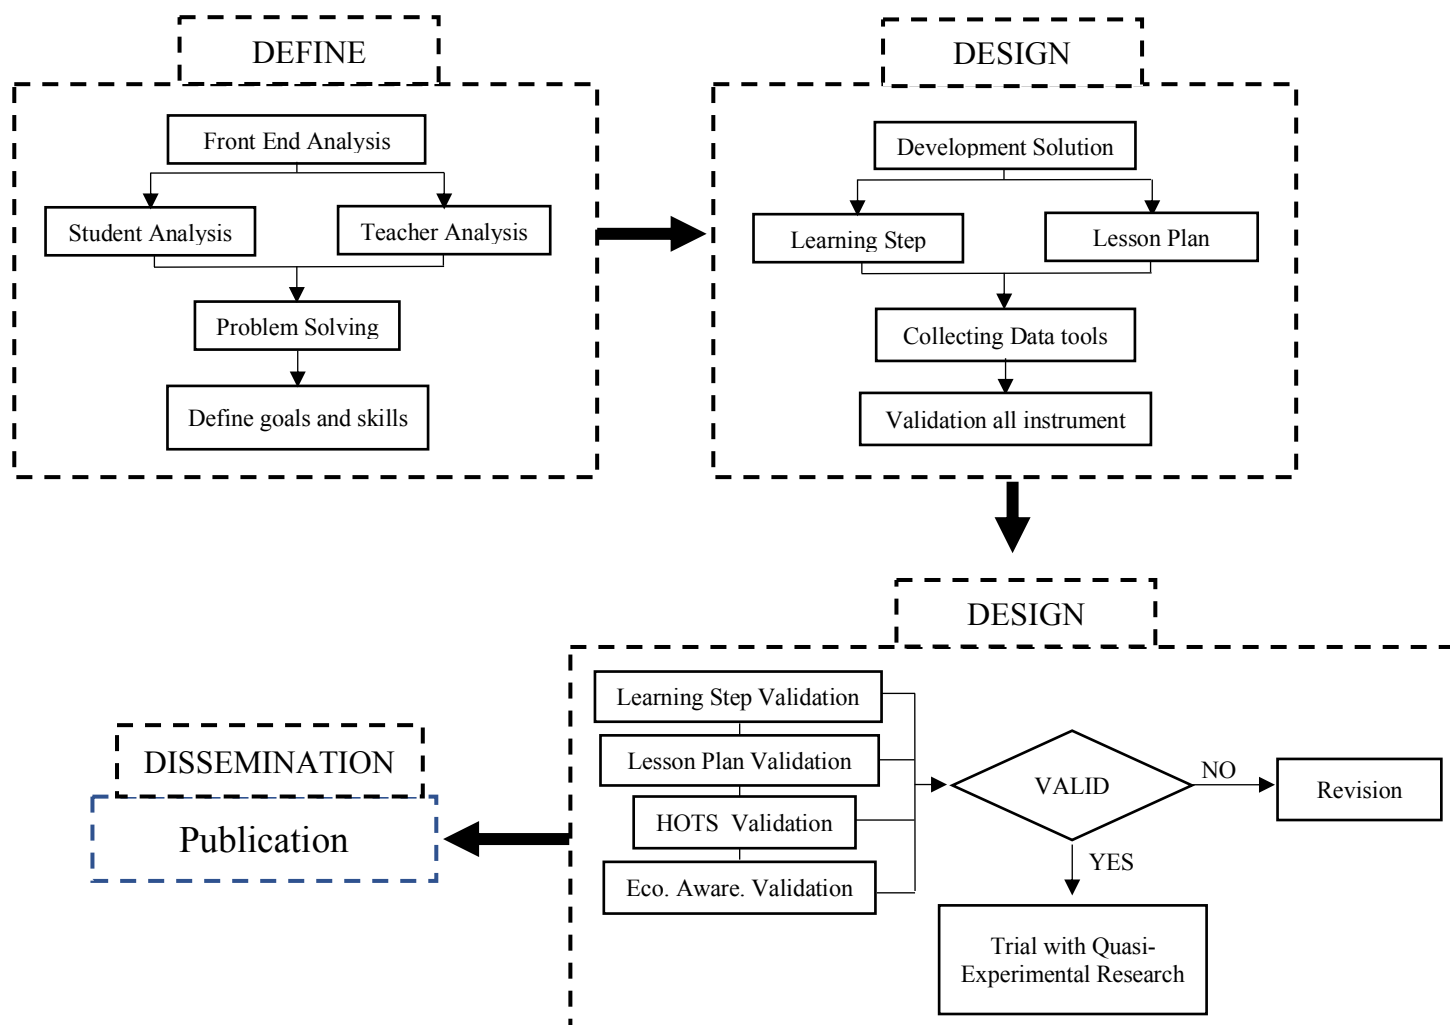 DEFINE
Front End Analysis
Student Analysis
Teacher Analysis
Problem Solving
Define goals and skills
DESIGN
Development Solution
Learning Step
Lesson Plan
Collecting Data tools
Validation all instrument
DESIGN
Learning Step Validation
Lesson Plan Validation
HOTS  Validation
Eco. Aware. Validation
VALID
NO
Revision
YES
Trial with Quasi-
Experimental Research
DISSEMINATION
Publication